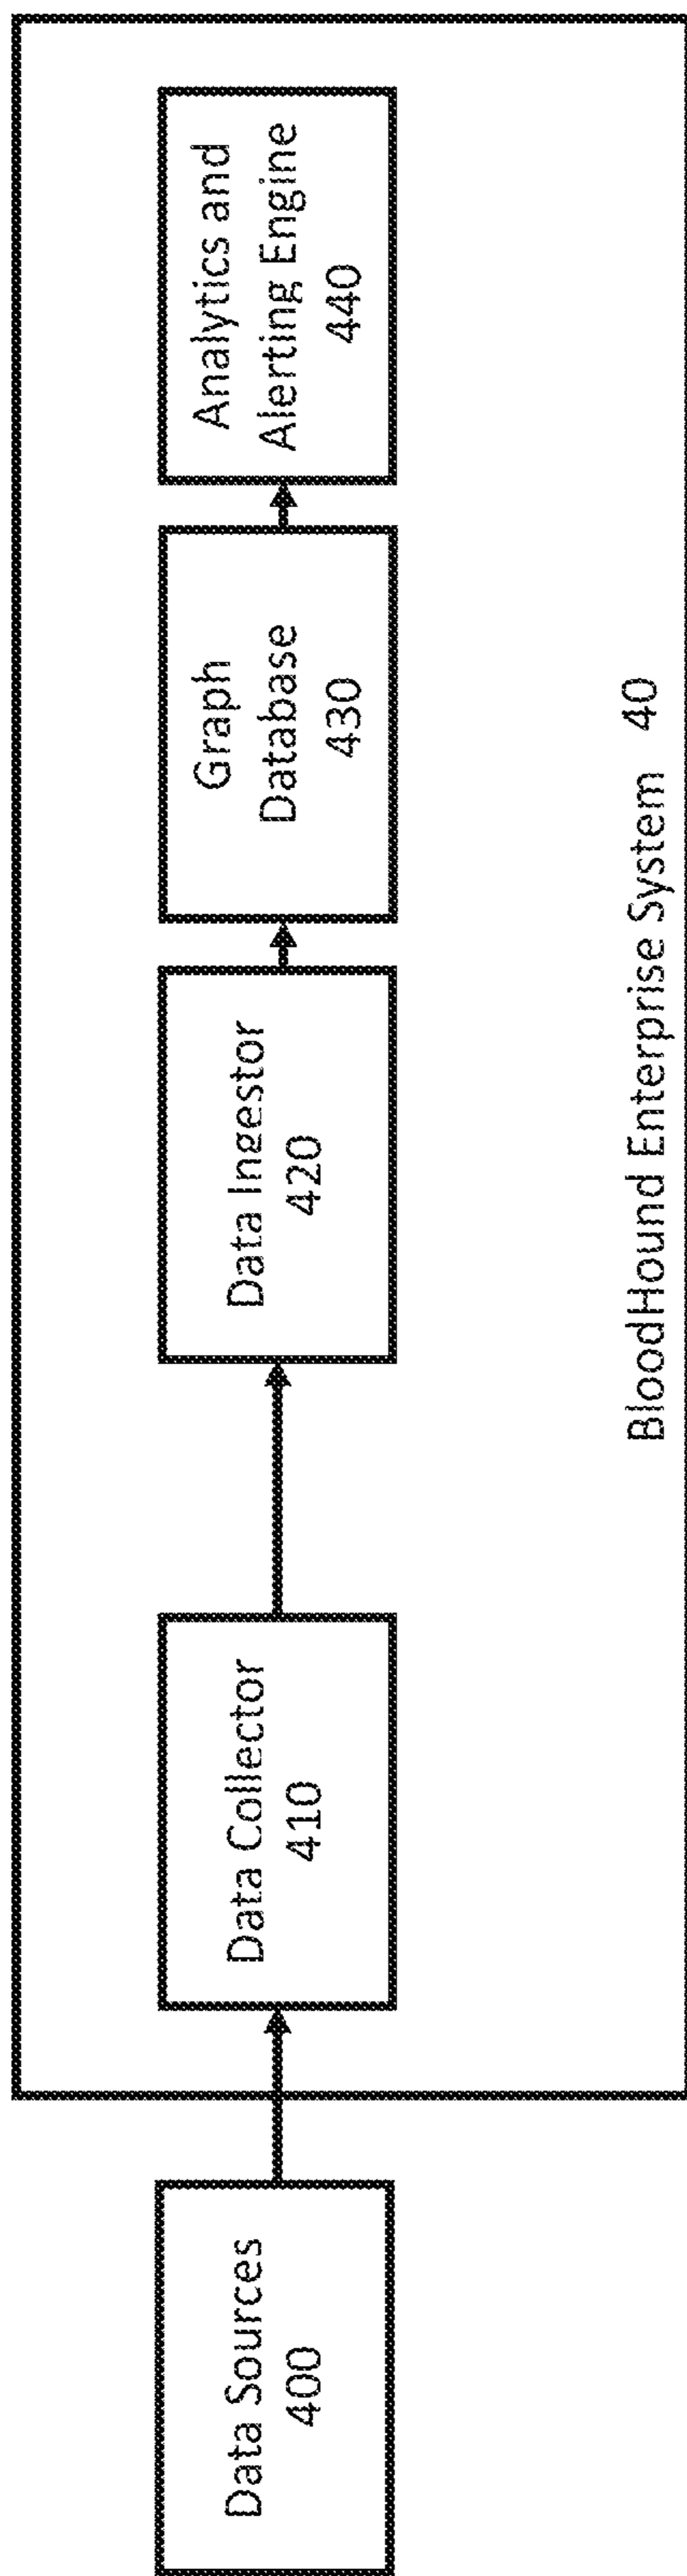 Data Sources
400
Data Collector
410
Data Ingestor
420
Graph
Database
430
Analytics and
Alerting Engine
440
BloodHound Enterprise System 40